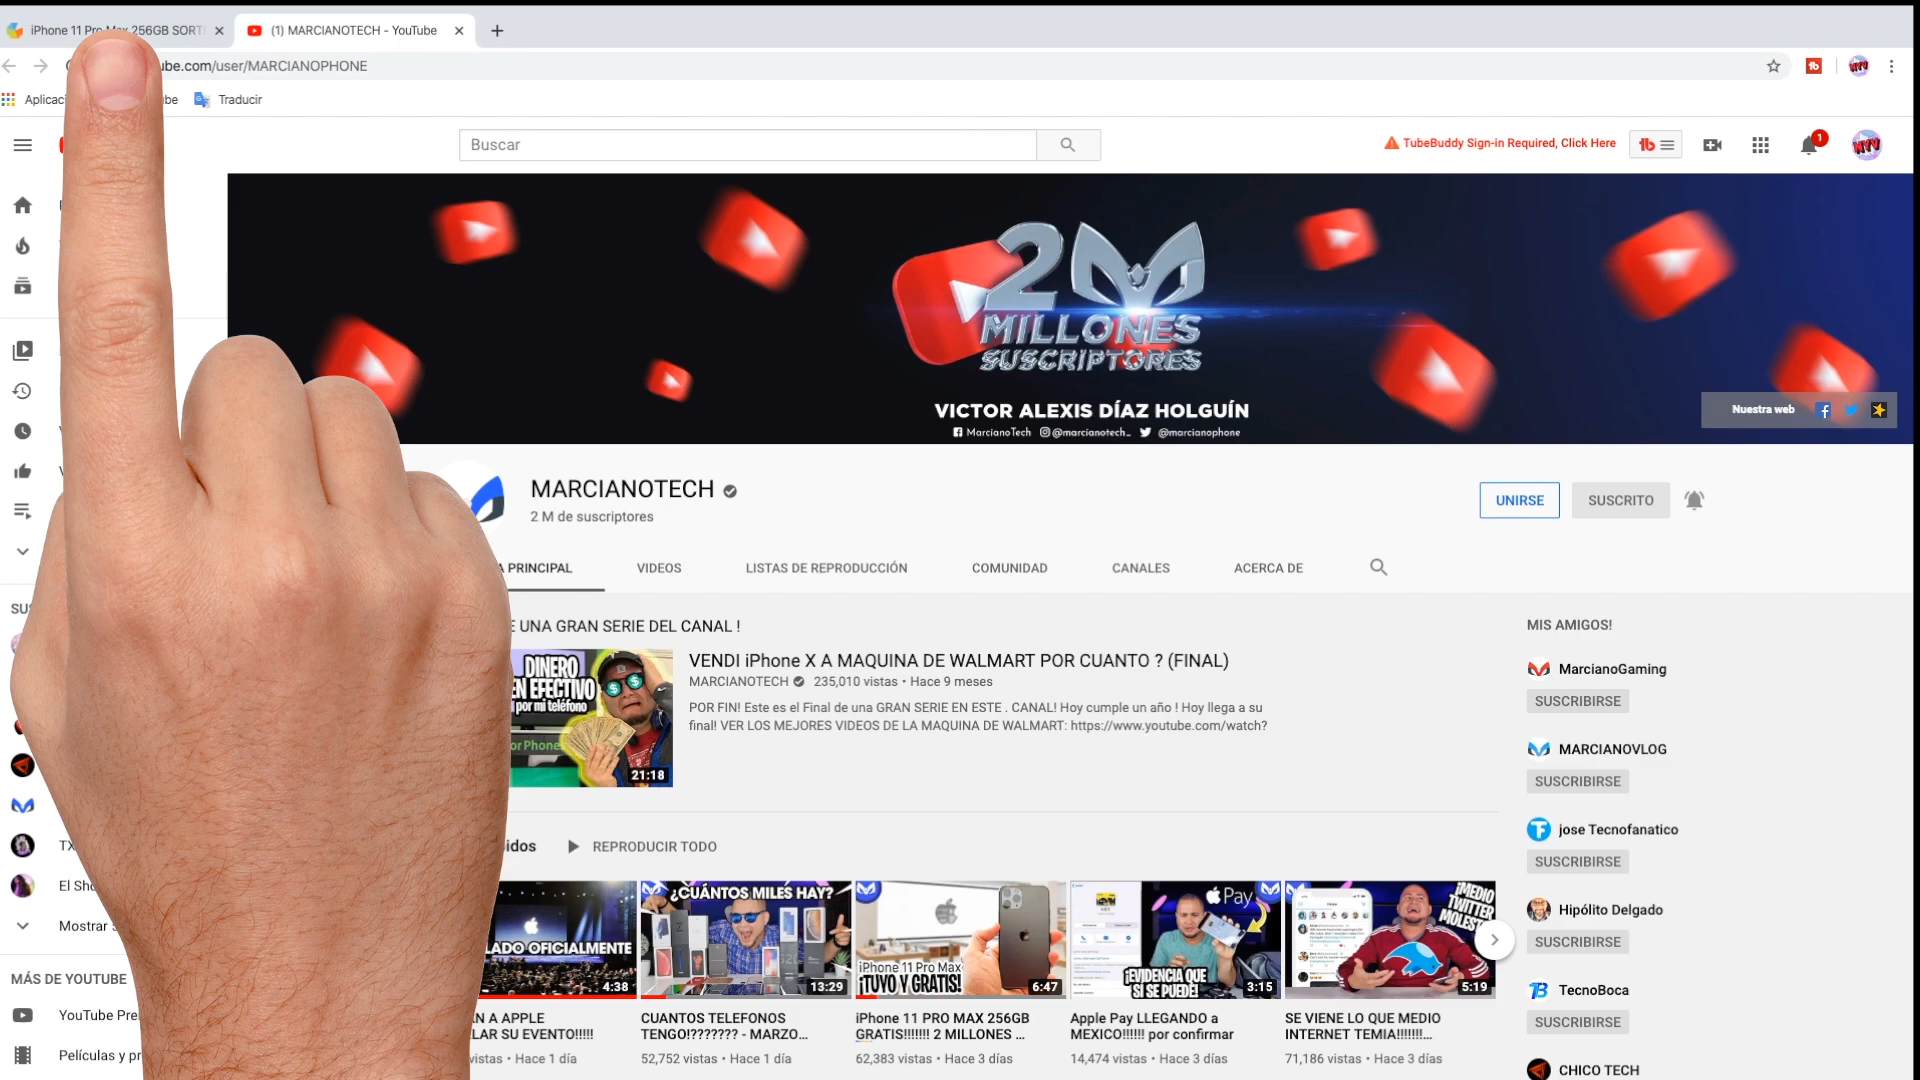 iPhone 11 Pro Max 256GB SORT
(1) MARCIANOTECH - YouTube
ube.com/user/MARCIANOPHONE
Aplicaci
be
Traducir
Buscar
TubeBuddy Sign-in Required, Click Here
tb
1
2
MILLONES
SUSCRIPTORES
VICTOR ALEXIS DÍAZ HOLGUÍN
MarcianoTech @marcianotech_ @marcianophone
Nuestra web
MARCIANOTECH
2 M de suscriptores
UNIRSE
SUSCRITO
A PRINCIPAL
VIDEOS
LISTAS DE REPRODUCCIÓN
COMUNIDAD
CANALES
ACERCA DE
SUS
E UNA GRAN SERIE DEL CANAL !
DINERO
EN EFECTIVO
por mi teléfono
or Phone
21:18
VENDI iPhone X A MAQUINA DE WALMART POR CUANTO ? (FINAL)
MARCIANOTECH 235,010 vistas • Hace 9 meses
POR FIN! Este es el Final de una GRAN SERIE EN ESTE . CANAL! Hoy cumple un año ! Hoy llega a su
final! VER LOS MEJORES VIDEOS DE LA MAQUINA DE WALMART: https://www.youtube.com/watch?
MIS AMIGOS!
MarcianoGaming
SUSCRIBIRSE
MARCIANOVLOG
SUSCRIBIRSE
jose Tecnofanatico
SUSCRIBIRSE
Hipólito Delgado
SUSCRIBIRSE
TecnoBoca
SUSCRIBIRSE
CHICO TECH
idos
REPRODUCIR TODO
TX
El Sho
Mostrar
MÁS DE YOUTUBE
YouTube Pre
Películas y pr
LADO OFICIALMENTE
4:38
N A APPLE
LAR SU EVENTO!!!!!
vistas • Hace 1 día
¿CUÁNTOS MILES HAY?
13:29
CUANTOS TELEFONOS
TENGO!??????? - MARZO...
52,752 vistas • Hace 1 día
iPhone 11 Pro Max
¡TUYO Y GRATIS!
6:47
iPhone 11 PRO MAX 256GB
GRATIS!!!!!!! 2 MILLONES ...
62,383 vistas • Hace 3 días
Pay
¡EVIDENCIA QUE
SI SE PUEDE!
3:15
Apple Pay LLEGANDO a
MEXICO!!!!!! por confirmar
14,474 vistas • Hace 3 días
¡MEDIO
TWITTER
MOLESTO
5:19
SE VIENE LO QUE MEDIO
INTERNET TEMIA!!!!!!!...
71,186 vistas • Hace 3 días